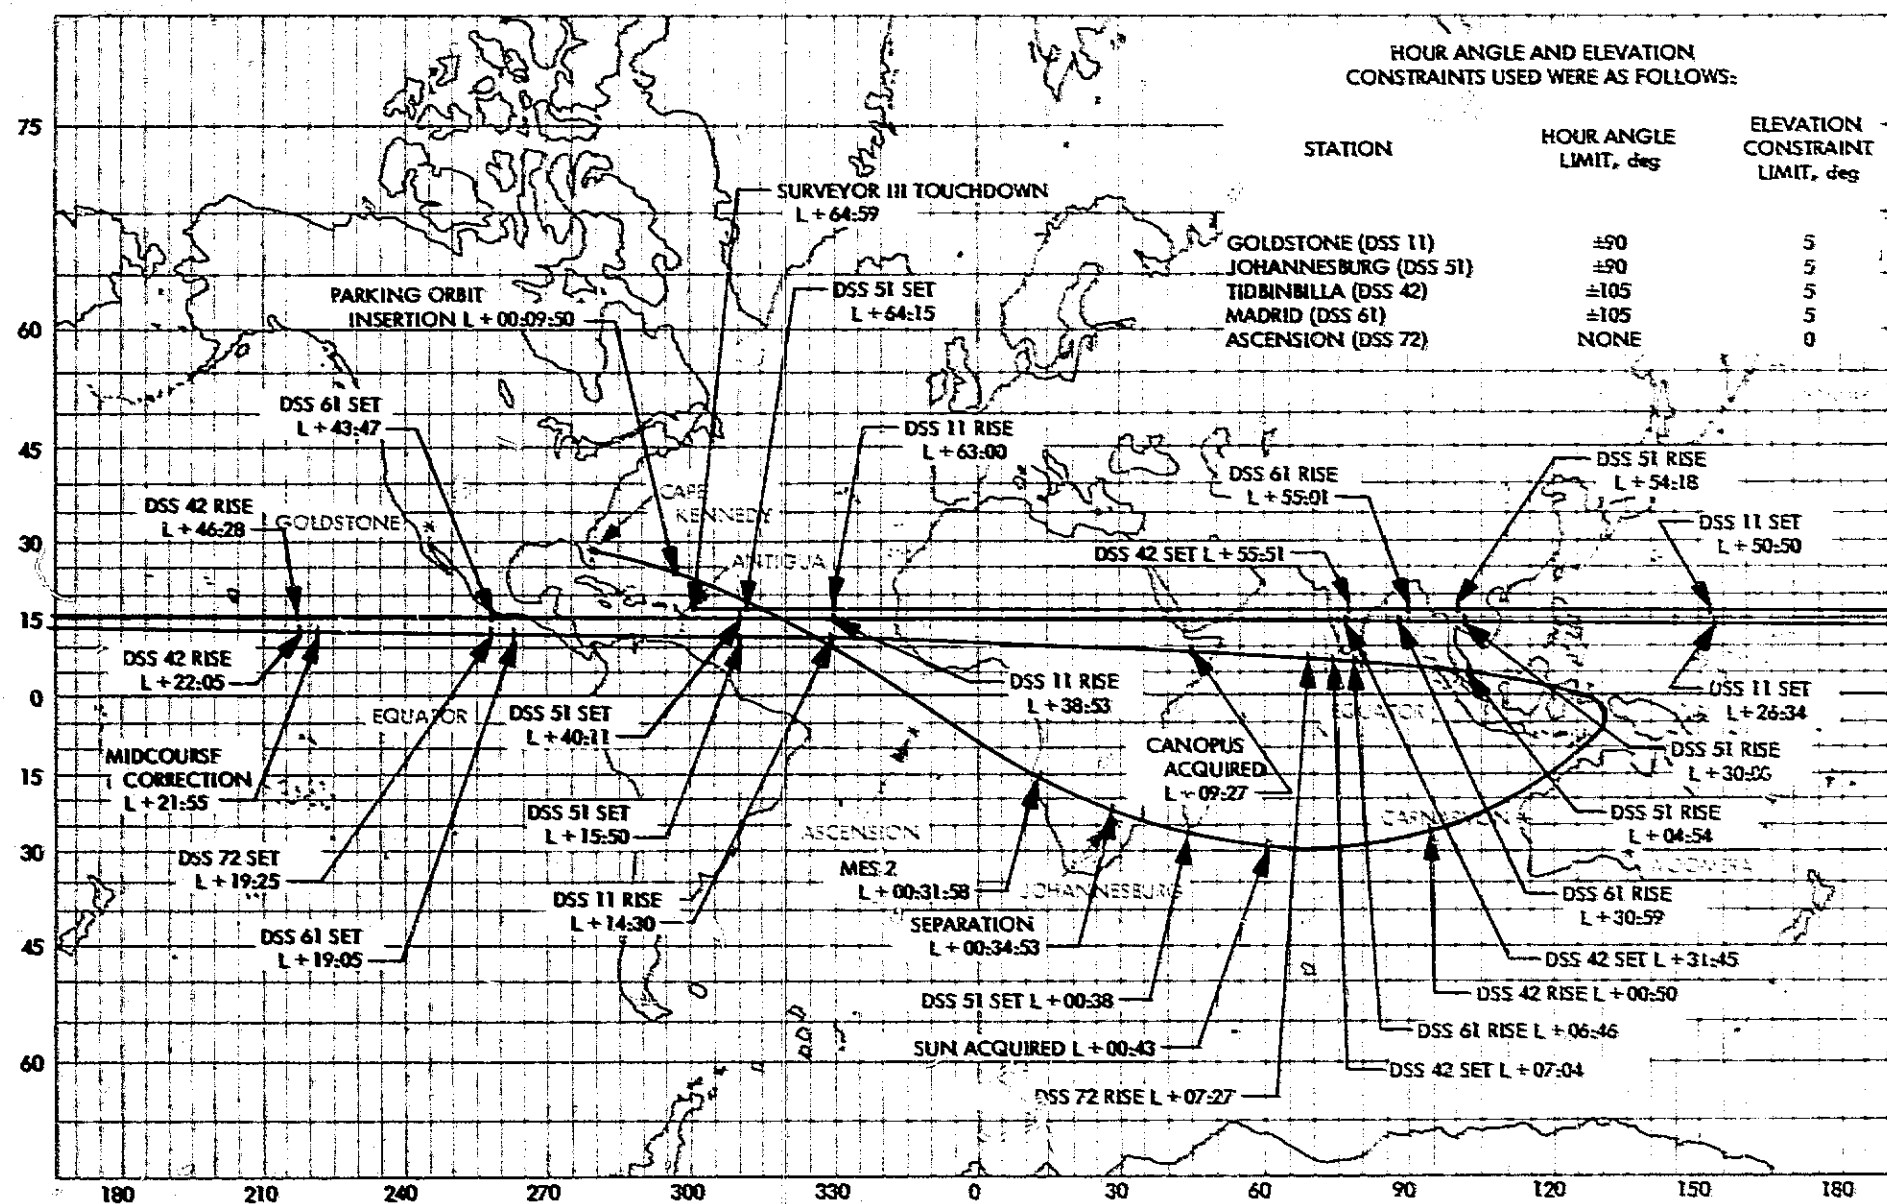 HOUR ANGLE AND ELEVATION
CONSTRAINTS USED WERE AS FOLLOWS:
STATION
HOUR ANGLE
LIMIT, deg
ELEVATION
CONSTRAINT
LIMIT, deg
GOLDSTONE (DSS 11) ±90 5
JOHANNESBURG (DSS 51) ±90 5
TIDBINBILLA (DSS 42) ±105 5
MADRID (DSS 61) ±105 5
ASCENSION (DSS 72) NONE 0
SURVEYOR III TOUCHDOWN
L + 64:59
PARKING ORBIT
INSERTION L + 00:09:50
DSS 51 SET
L + 64:15
DSS 61 SET
L + 43:47
DSS 11 RISE
L + 63:00
DSS 61 RISE
L + 55:01
DSS 51 RISE
L + 54:18
DSS 42 RISE
L + 46:28
GOLDSTONE
CAPE
KENNEDY
ANTIGUA
DSS 42 SET L + 55:51
DSS 11 SET
L + 50:50
DSS 42 RISE
L + 22:05
EQUATOR
DSS 51 SET
L + 40:11
DSS 11 RISE
L + 38:53
EQUATOR
DSS 11 SET
L + 26:34
MIDCOURSE
CORRECTION
L + 21:55
CANOPUS
ACQUIRED
L + 09:27
DSS 51 RISE
DSS 51 SET
L + 15:50
ASCENSION
CARNARVON
DSS 51 RISE
L + 04:54
DSS 72 SET
L + 19:25
MES 2
L + 00:31:58
JOHANNESBURG
WOOMERA
DSS 11 RISE
L + 14:30
DSS 61 RISE
L + 30:59
DSS 61 SET
L + 19:05
SEPARATION
L + 00:34:53
DSS 42 SET L + 31:45
DSS 51 SET L + 00:38
DSS 42 RISE L + 00:50
SUN ACQUIRED L + 00:43
DSS 61 RISE L + 06:46
DSS 42 SET L + 07:04
DSS 72 RISE L + 07:27
75
60
45
30
15
0
15
30
45
60
180 210 240 270 300 330 0 30 60 90 120 150 180